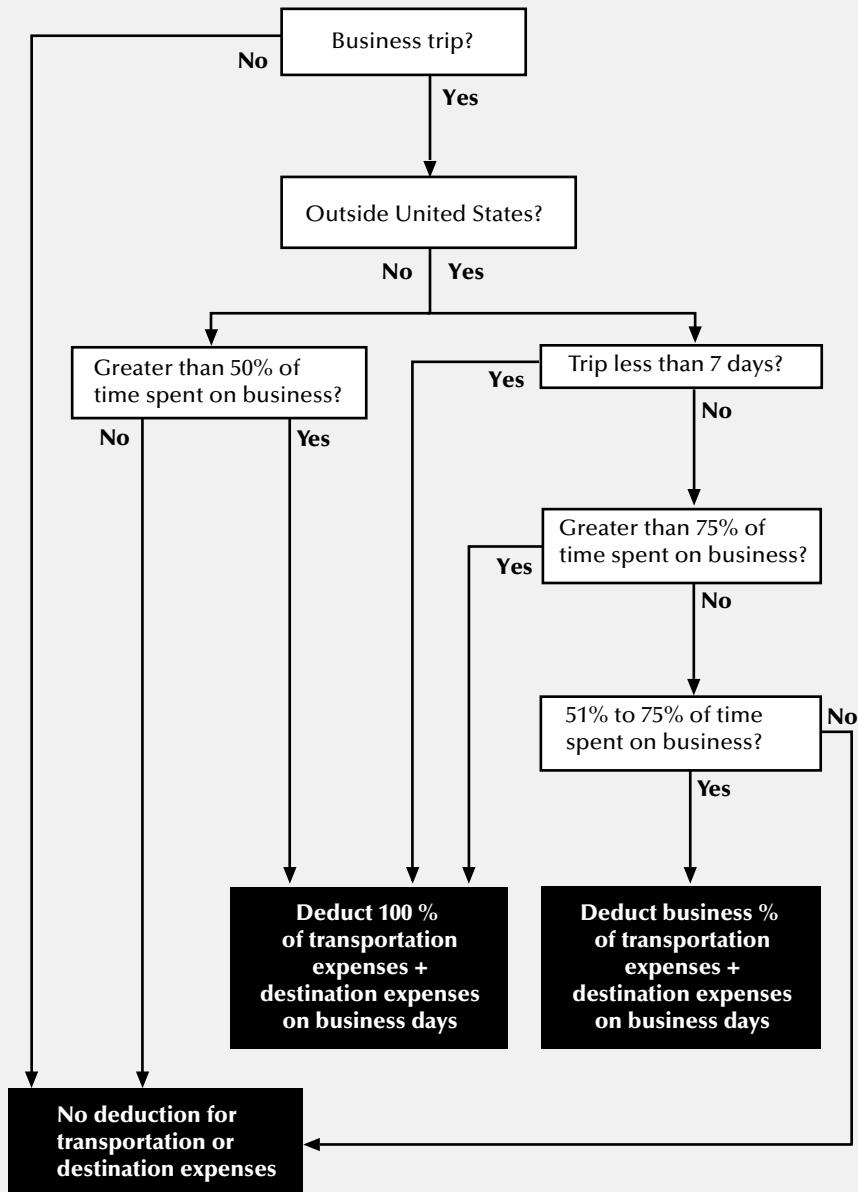 Business trip?
No
Yes
Outside United States?
No
Yes
Greater than 50% of
time spent on business?
No
Yes
Trip less than 7 days?
Yes
No
Greater than 75% of
time spent on business?
Yes
No
51% to 75% of time
spent on business?
No
Yes
Deduct 100 %
of transportation
expenses +
destination expenses
on business days
Deduct business %
of transportation
expenses +
destination expenses
on business days
No deduction for
transportation or
destination expenses